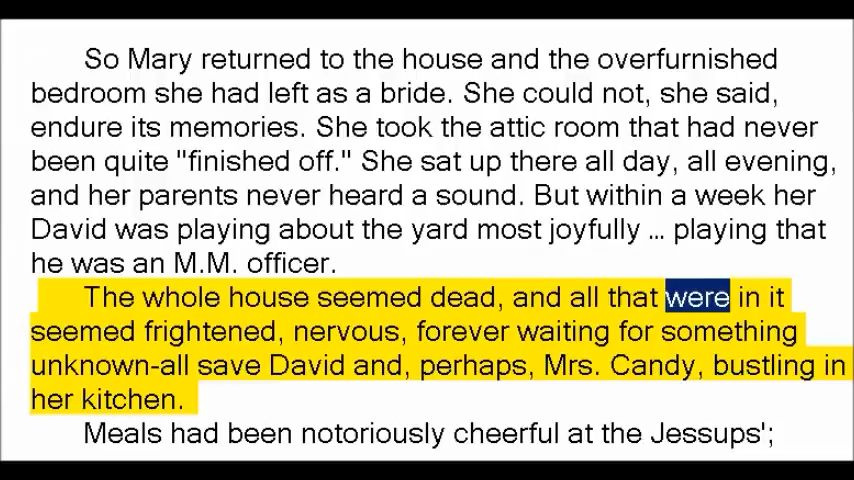 So Mary returned to the house and the overfurnished
bedroom she had left as a bride. She could not, she said,
endure its memories. She took the attic room that had never
been quite "finished off." She sat up there all day, all evening,
and her parents never heard a sound. But within a week her
David was playing about the yard most joyfully ... playing that
he was an M.M. officer.
The whole house seemed dead, and all that were in it
seemed frightened, nervous, forever waiting for something
unknown-all save David and, perhaps, Mrs. Candy, bustling in
her kitchen.
Meals had been notoriously cheerful at the Jessups';